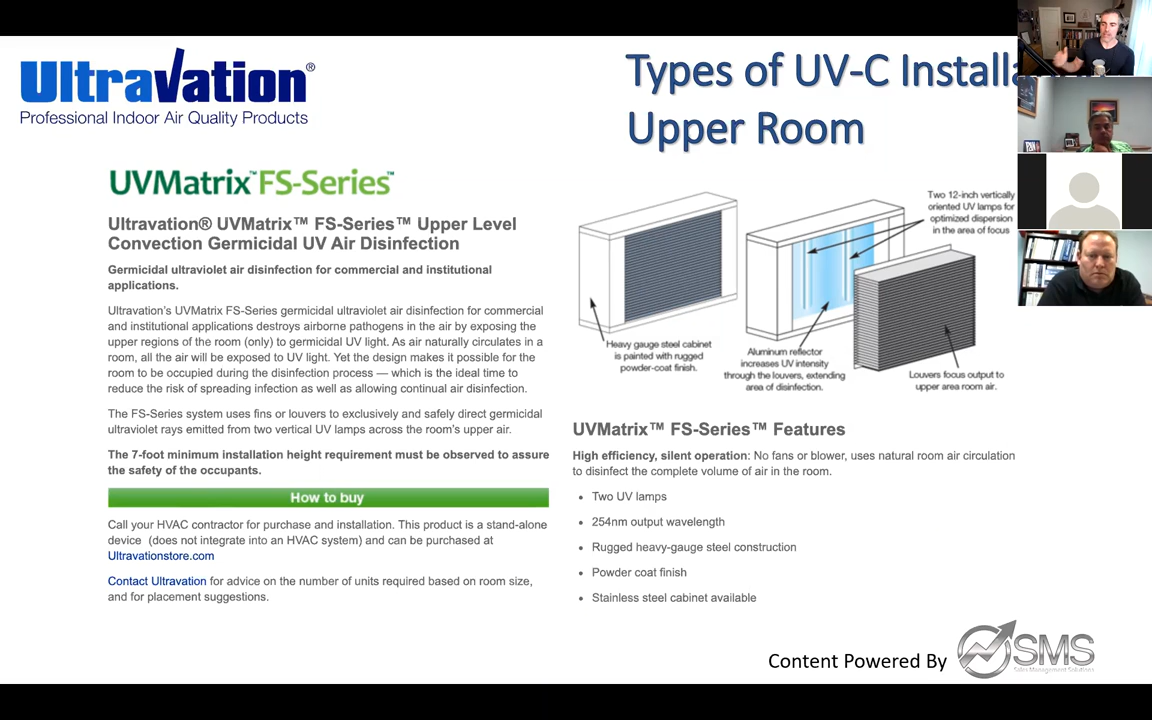 Ultravation®
Professional Indoor Air Quality Products
Types of UV-C Installa
Upper Room
UVMatrix™ FS-Series™
Ultravation® UVMatrix™ FS-Series™ Upper Level
Convection Germicidal UV Air Disinfection
Germicidal ultraviolet air disinfection for commercial and institutional
applications.
Ultravation's UVMatrix FS-Series germicidal ultraviolet air disinfection for commercial
and institutional applications destroys airborne pathogens in the air by exposing the
upper regions of the room (only) to germicidal UV light. As air naturally circulates in a
room, all the air will be exposed to UV light. Yet the design makes it possible for the
room to be occupied during the disinfection process — which is the ideal time to
reduce the risk of spreading infection as well as allowing continual air disinfection.
The FS-Series system uses fins or louvers to exclusively and safely direct germicidal
ultraviolet rays emitted from two vertical UV lamps across the room's upper air.
The 7-foot minimum installation height requirement must be observed to assure
the safety of the occupants.
How to buy
Call your HVAC contractor for purchase and installation. This product is a stand-alone
device (does not integrate into an HVAC system) and can be purchased at
Ultravationstore.com
Contact Ultravation for advice on the number of units required based on room size,
and for placement suggestions.
Two 12-inch vertically
oriented UV lamps for
optimized dispersion
in the area of focus
Heavy gauge steel cabinet
is painted with rugged
powder-coat finish.
Aluminum reflector
increases UV intensity
through the louvers, extending
area of disinfection.
Louvers focus output to
upper area room air.
UVMatrix™ FS-Series™ Features
High efficiency, silent operation: No fans or blower, uses natural room air circulation
to disinfect the complete volume of air in the room.
• Two UV lamps
• 254nm output wavelength
• Rugged heavy-gauge steel construction
• Powder coat finish
• Stainless steel cabinet available
Content Powered By
SMS
Sales Management Solutions